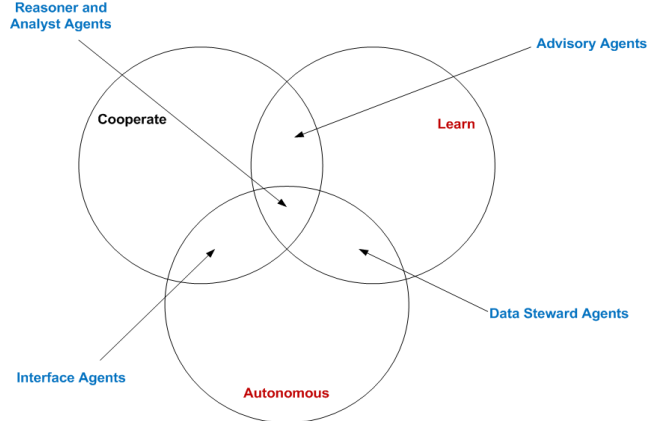 Reasoner and
Analyst Agents
Advisory Agents
Cooperate
Learn
Data Steward Agents
Interface Agents
Autonomous